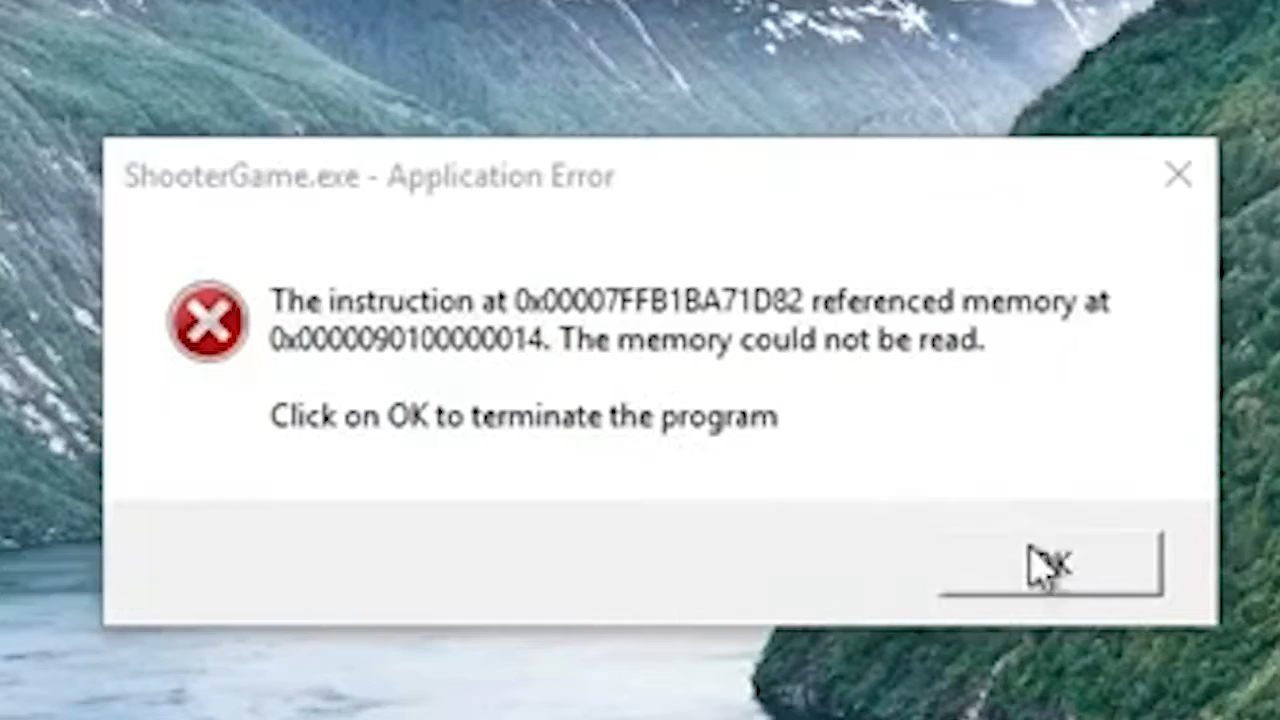 ShooterGame.exe - Application Error
The instruction at 0x00007FFB1BA71D82 referenced memory at
0x0000090100000014. The memory could not be read.
Click on OK to terminate the program